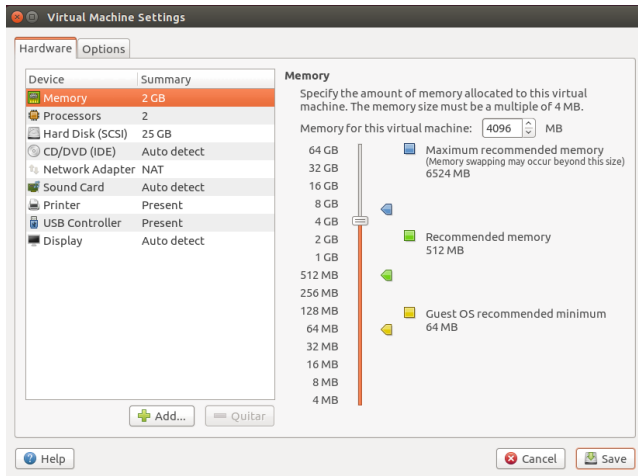 Virtual Machine Settings
Hardware Options
Device Summary
Memory 2 GB
Processors 2
Hard Disk (SCSI) 25 GB
CD/DVD (IDE) Auto detect
Network Adapter NAT
Sound Card Auto detect
Printer Present
USB Controller Present
Display Auto detect
Add... Quitar
Memory
Specify the amount of memory allocated to this virtual
machine. The memory size must be a multiple of 4 MB.
Memory for this virtual machine: 4096 MB
64 GB
32 GB
16 GB
8 GB
4 GB
2 GB
1 GB
512 MB
256 MB
128 MB
64 MB
32 MB
16 MB
8 MB
4 MB
Maximum recommended memory
(Memory swapping may occur beyond this size)
6524 MB
Recommended memory
512 MB
Guest OS recommended minimum
64 MB
Help Cancel Save